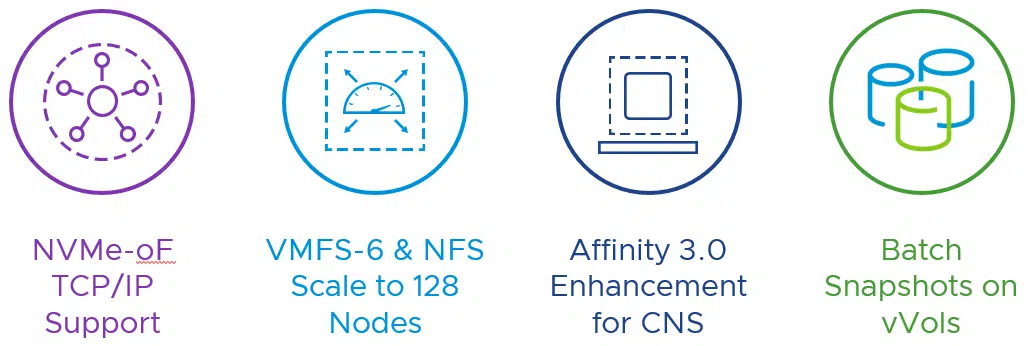 NVMe-oF
TCP/IP
Support
VMFS-6 & NFS
Scale to 128
Nodes
Affinity 3.0
Enhancement
for CNS
Batch
Snapshots on
vVols